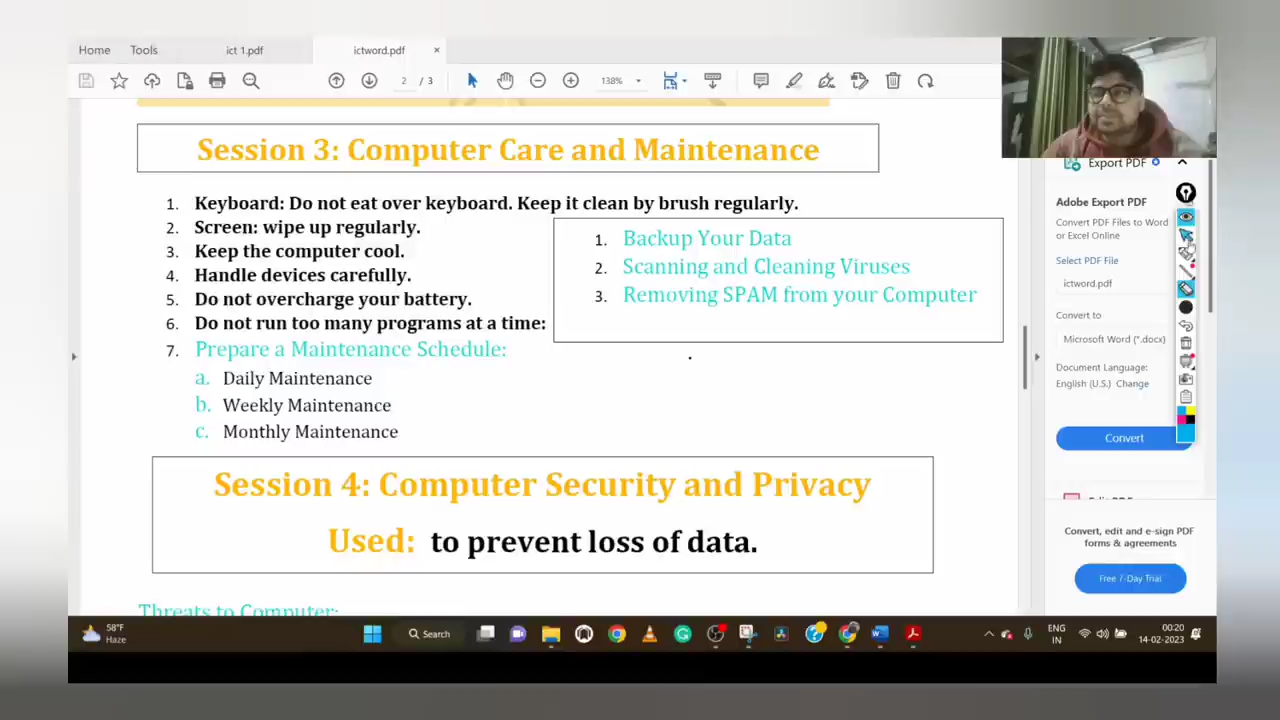 Home Tools ict 1.pdf ictword.pdf ×
2 / 3 138%
Session 3: Computer Care and Maintenance
1. Keyboard: Do not eat over keyboard. Keep it clean by brush regularly.
2. Screen: wipe up regularly.
3. Keep the computer cool.
4. Handle devices carefully.
5. Do not overcharge your battery.
6. Do not run too many programs at a time:
7. Prepare a Maintenance Schedule:
a. Daily Maintenance
b. Weekly Maintenance
c. Monthly Maintenance
1. Backup Your Data
2. Scanning and Cleaning Viruses
3. Removing SPAM from your Computer
Session 4: Computer Security and Privacy
Used: to prevent loss of data.
Threats to Computer:
Export PDF
Adobe Export PDF
Convert PDF Files to Word
or Excel Online
Select PDF File
ictword.pdf
Convert to
Microsoft Word (*.docx)
Document Language:
English (U.S.) Change
Convert
Convert, edit and e-sign PDF
forms & agreements
Free 7-Day Trial
58°F
Haze
Search
ENG
IN
00:20
14-02-2023